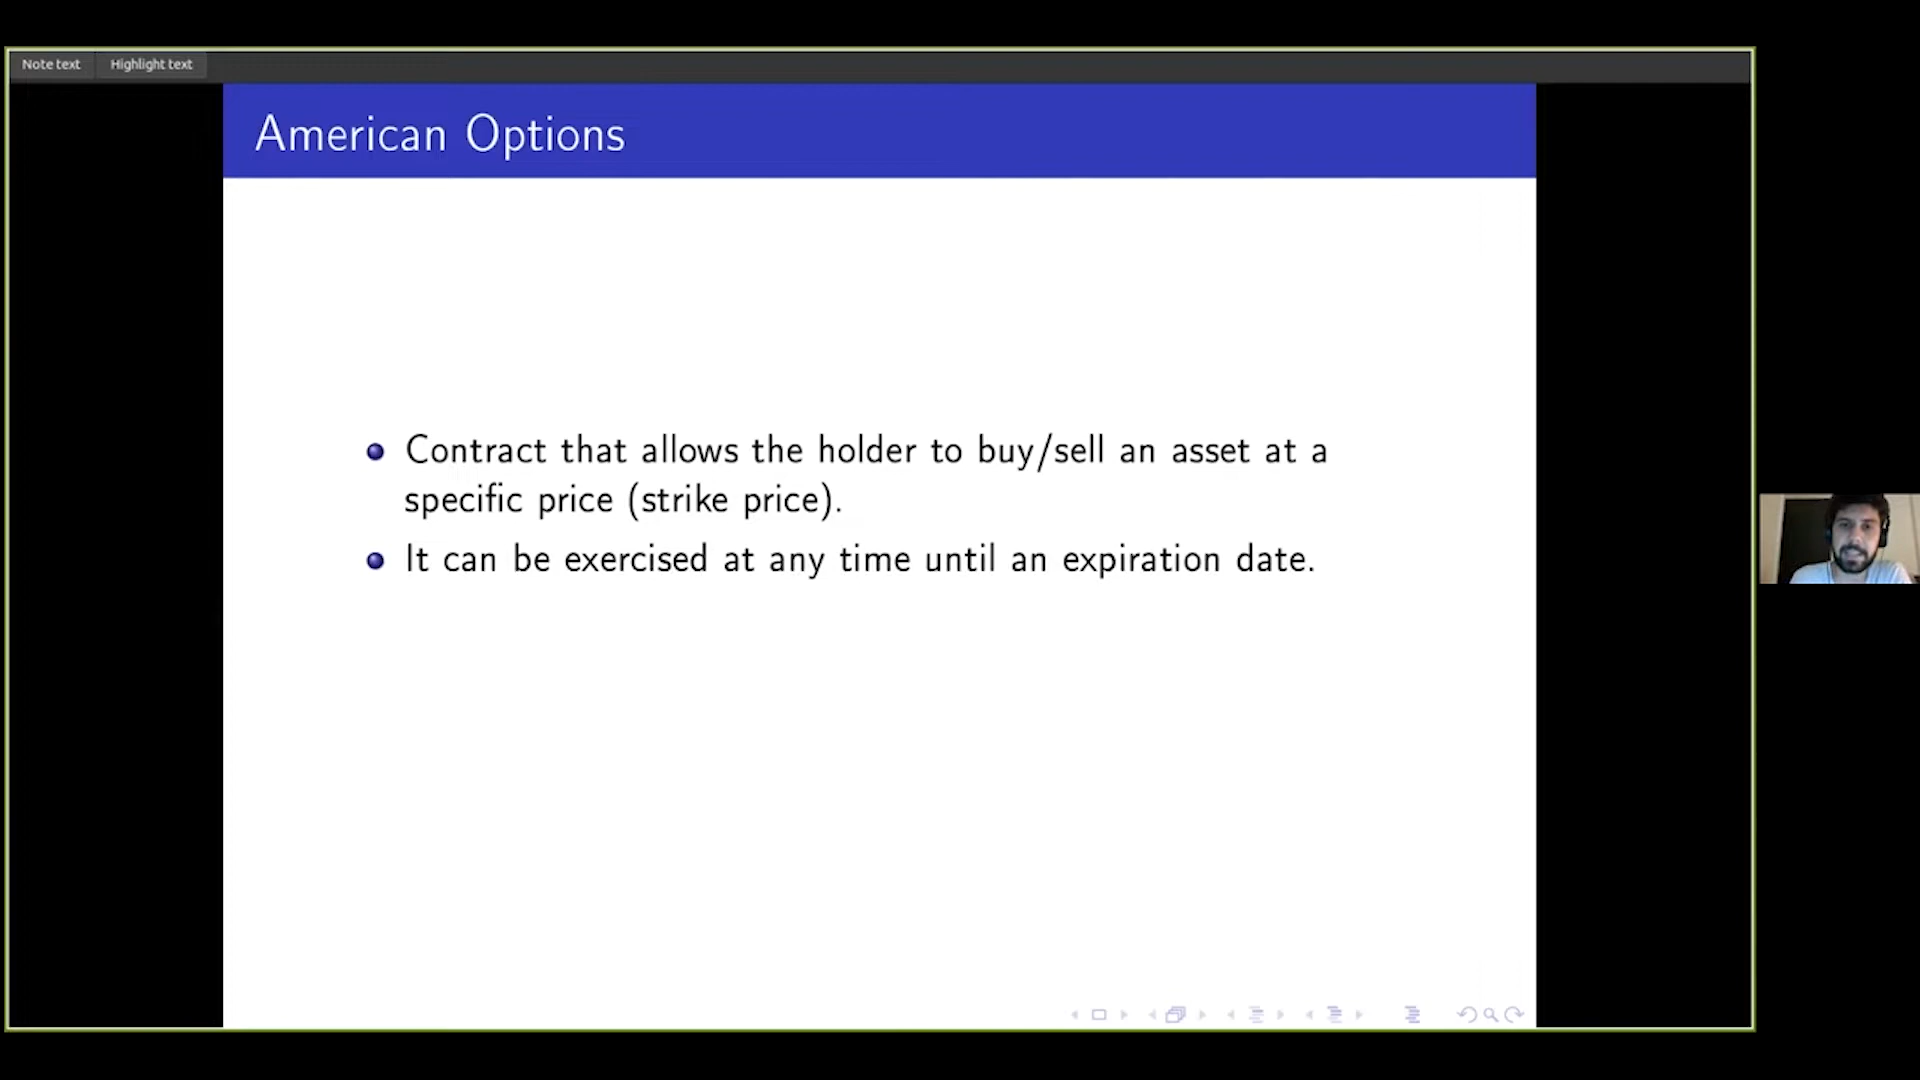 Note text
Highlight text
American Options
Contract that allows the holder to buy/sell an asset at a
specific price (strike price).
It can be exercised at any time until an expiration date.